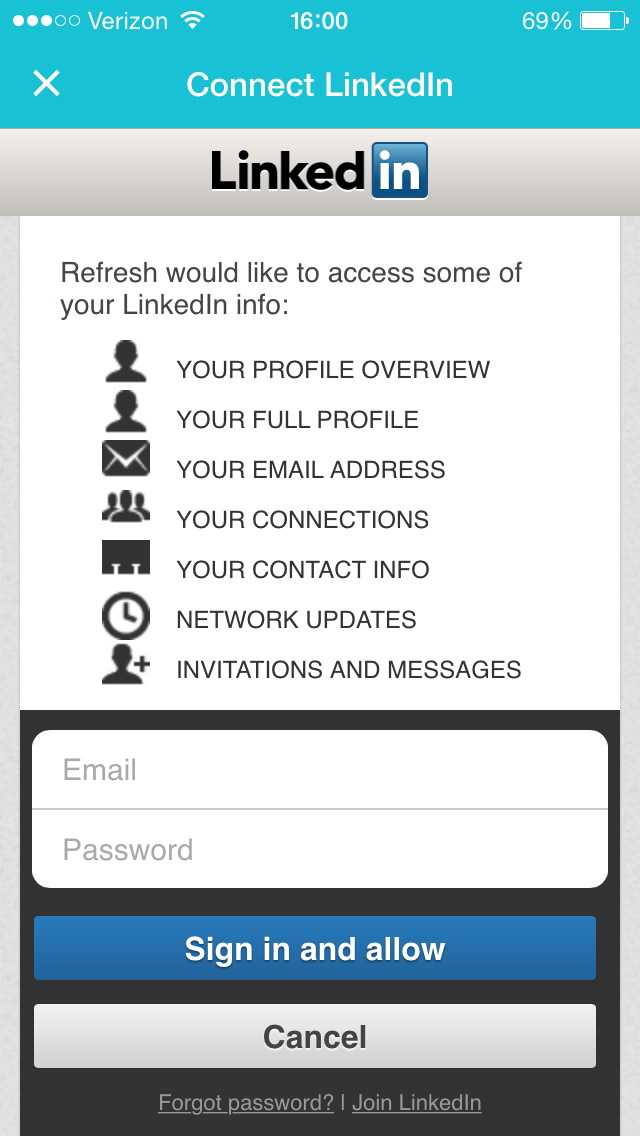 Verizon 16:00 69%
Connect LinkedIn
Linked in
Refresh would like to access some of
your LinkedIn info:
YOUR PROFILE OVERVIEW
YOUR FULL PROFILE
YOUR EMAIL ADDRESS
YOUR CONNECTIONS
YOUR CONTACT INFO
NETWORK UPDATES
INVITATIONS AND MESSAGES
Email
Password
Sign in and allow
Cancel
Forgot password? | Join LinkedIn